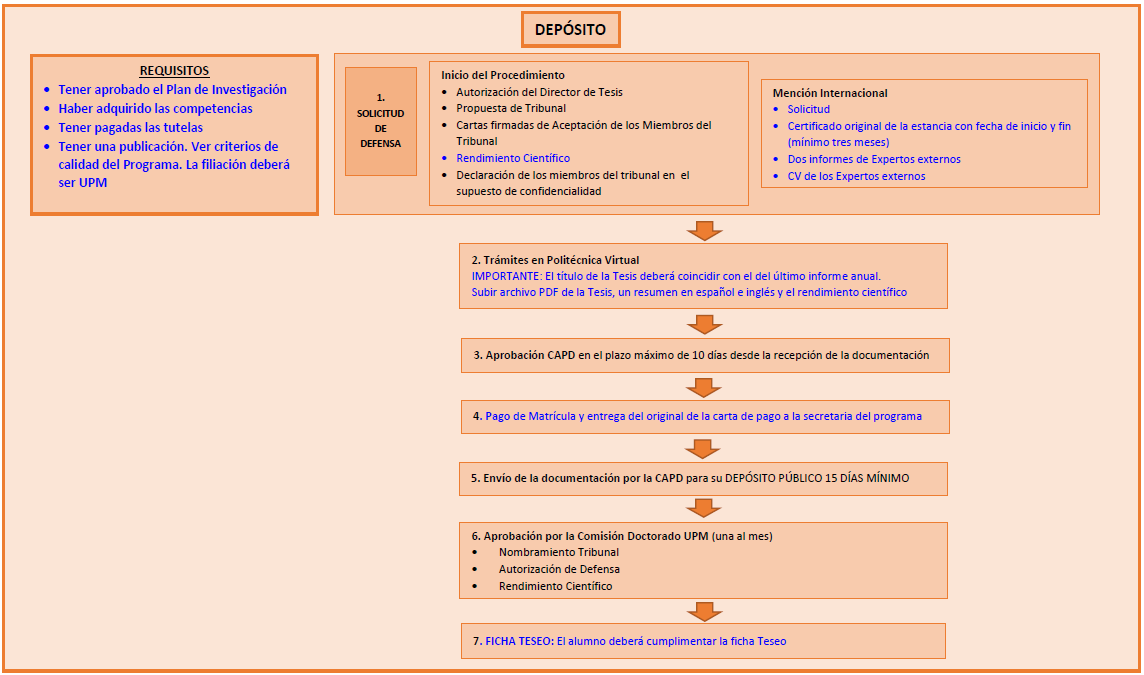 DEPÓSITO
REQUISITOS
• Tener aprobado el Plan de Investigación
• Haber adquirido las competencias
• Tener pagadas las tutelas
• Tener una publicación. Ver criterios de
calidad del Programa. La filiación deberá
ser UPM
1.
SOLICITUD
DE
DEFENSA
Inicio del Procedimiento
• Autorización del Director de Tesis
• Propuesta de Tribunal
• Cartas firmadas de Aceptación de los Miembros del
Tribunal
• Rendimiento Científico
• Declaración de los miembros del tribunal en el
supuesto de confidencialidad
Mención Internacional
• Solicitud
• Certificado original de la estancia con fecha de inicio y fin
(mínimo tres meses)
• Dos informes de Expertos externos
• CV de los Expertos externos
2. Trámites en Politécnica Virtual
IMPORTANTE: El título de la Tesis deberá coincidir con el del último informe anual.
Subir archivo PDF de la Tesis, un resumen en español e inglés y el rendimiento científico
3. Aprobación CAPD en el plazo máximo de 10 días desde la recepción de la documentación
4. Pago de Matrícula y entrega del original de la carta de pago a la secretaria del programa
5. Envío de la documentación por la CAPD para su DEPÓSITO PÚBLICO 15 DÍAS MÍNIMO
6. Aprobación por la Comisión Doctorado UPM (una al mes)
• Nombramiento Tribunal
• Autorización de Defensa
• Rendimiento Científico
7. FICHA TESEO: El alumno deberá cumplimentar la ficha Teseo